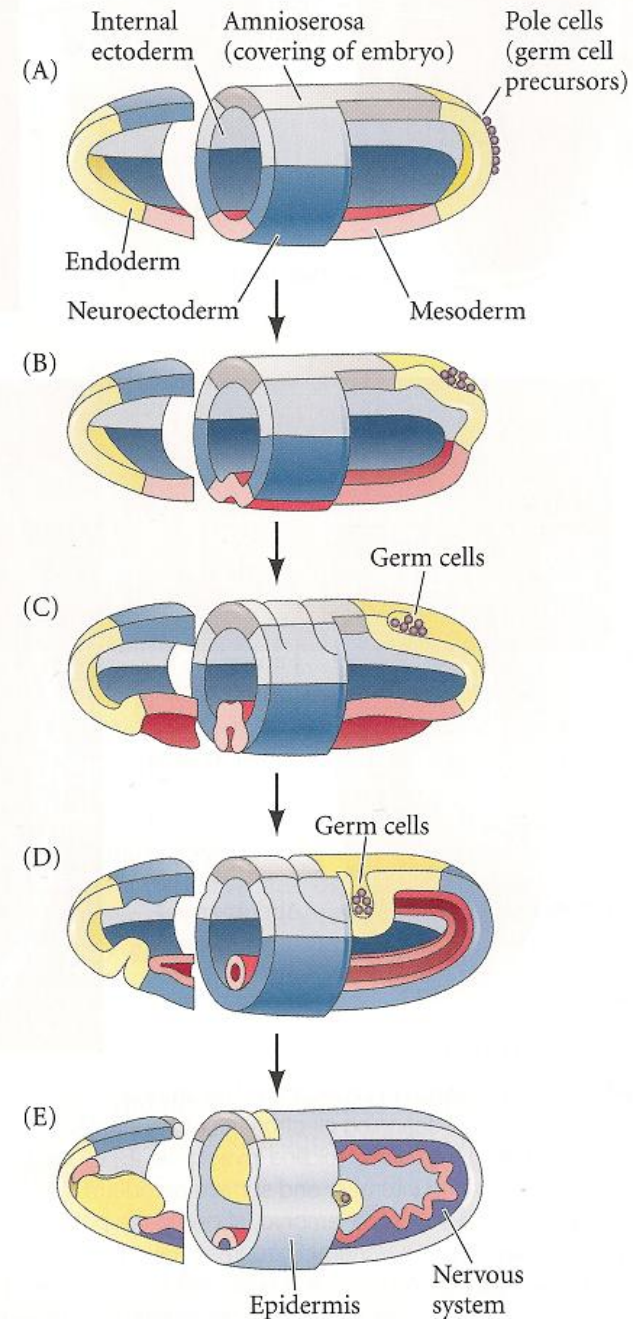 (A)
Internal
ectoderm
Amnioserosa
(covering of embryo)
Pole cells
(germ cell
precursors)
Endoderm
Neuroectoderm
Mesoderm
(B)
(C)
Germ cells
(D)
Germ cells
(E)
Epidermis
Nervous
system